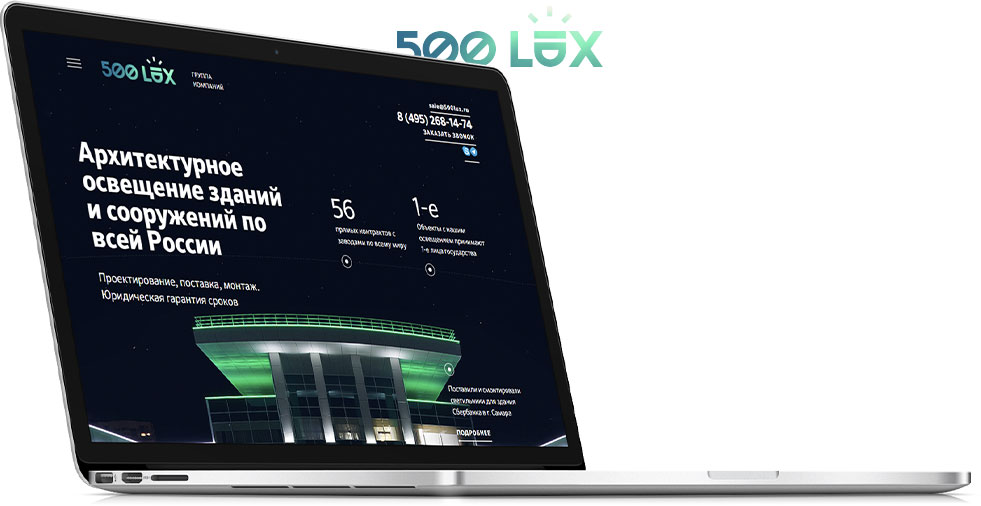 500 LUX
500 LUX
ГРУППА
КОМПАНИЙ
sale@500lux.ru
8 (495) 268-14-74
ЗАКАЗАТЬ ЗВОНОК
Архитектурное
освещение зданий
и сооружений по
всей России
56
прямых контрактов с
заводами по всему миру
1-е
Объекты с нашим
освещением принимают
1-е лица государства
Проектирование, поставка, монтаж.
Юридическая гарантия сроков
Поставили и смонтировали
светильники для здания
Сбербанка в г. Самара
ПОДРОБНЕЕ